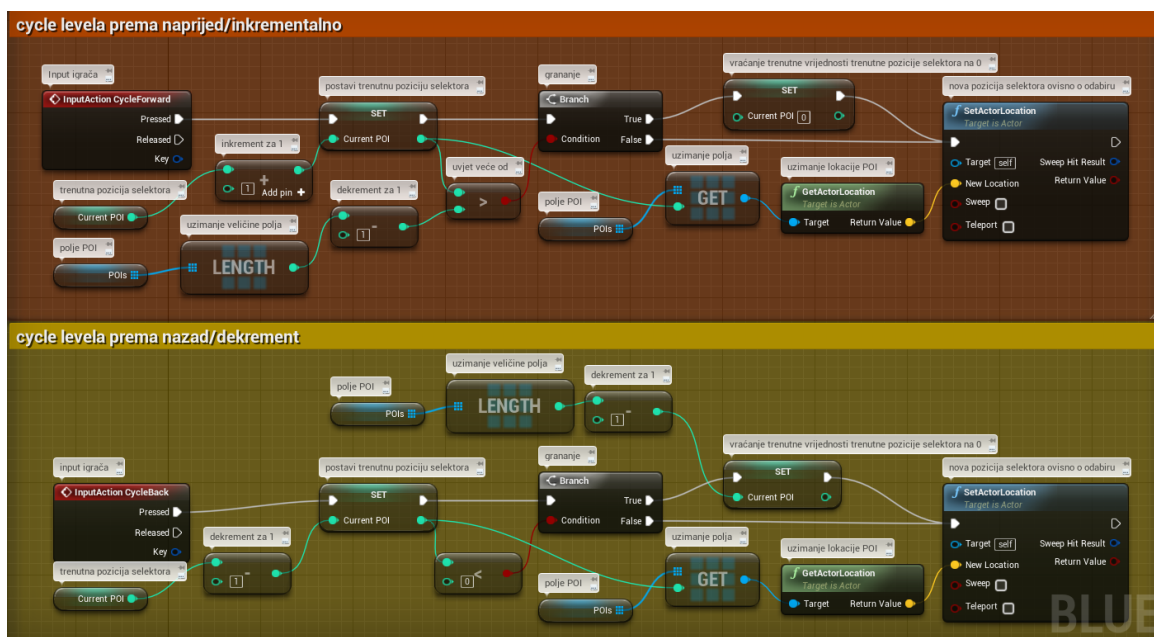 cycle levela prema naprijed/inkrementalno
Input igrača
InputAction CycleForward
Pressed
Released
Key
trenutna pozicija selektora
Current POI
polje POI
POIs
inkrement za 1
1
+
Add pin +
uzimanje veličine polja
LENGTH
postavi trenutnu poziciju selektora
SET
Current POI
dekrement za 1
1
-
uvjet veće od
>
grananje
Branch
Condition
True
False
vraćanje trenutne vrijednosti trenutne pozicije selektora na 0
SET
Current POI 0
polje POI
POIs
uzimanje polja
GET
uzimanje lokacije POI
GetActorLocation
Target is Actor
Target
Return Value
nova pozicija selektora ovisno o odabiru
SetActorLocation
Target is Actor
Target self
Sweep Hit Result
New Location
Return Value
Sweep
Teleport
cycle levela prema nazad/dekrement
polje POI
POIs
uzimanje veličine polja
LENGTH
dekrement za 1
1
-
input igrača
InputAction CycleBack
Pressed
Released
Key
trenutna pozicija selektora
Current POI
dekrement za 1
1
-
postavi trenutnu poziciju selektora
SET
Current POI
0
<
grananje
Branch
Condition
True
False
vraćanje trenutne vrijednosti trenutne pozicije selektora na 0
SET
Current POI
polje POI
POIs
uzimanje polja
GET
uzimanje lokacije POI
GetActorLocation
Target is Actor
Target
Return Value
nova pozicija selektora ovisno o odabiru
SetActorLocation
Target is Actor
Target self
Sweep Hit Result
New Location
Return Value
Sweep
Teleport
BLUE